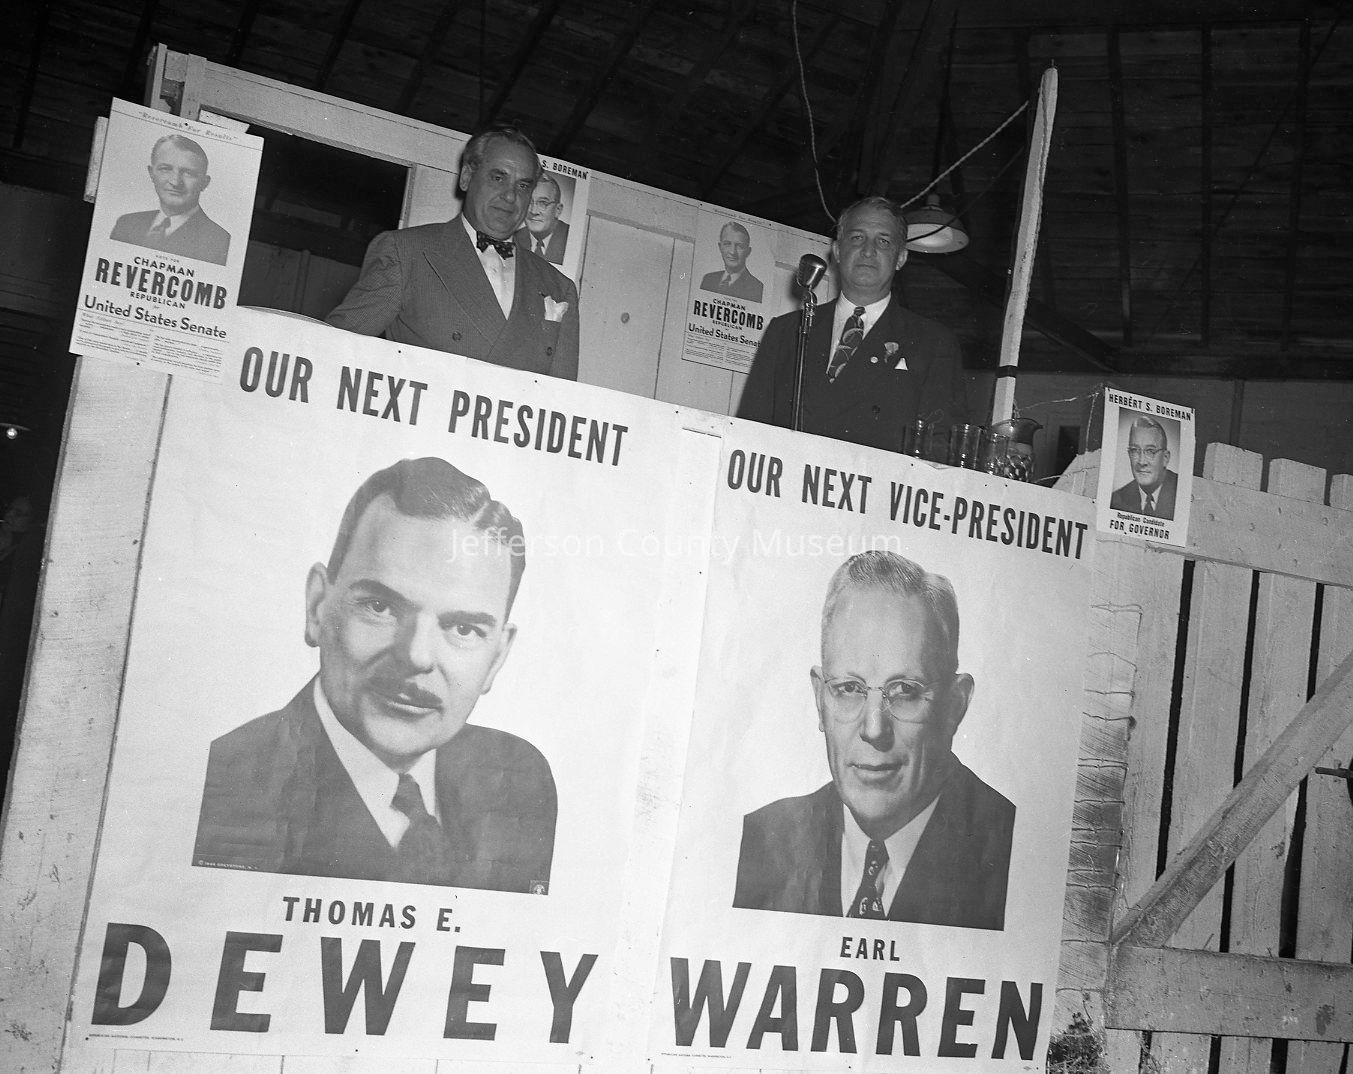 "Revercomb For Results"
VOTE FOR
CHAPMAN
REVERCOMB
REPUBLICAN
for
United States Senate
S. BOREMAN
CHAPMAN
REVERCOMB
REPUBLICAN
United States Senate
HERBERT S. BOREMAN
Republican Candidate
FOR GOVERNOR
OUR NEXT PRESIDENT
THOMAS E.
DEWEY
OUR NEXT VICE-PRESIDENT
EARL
WARREN
Jefferson County Museum